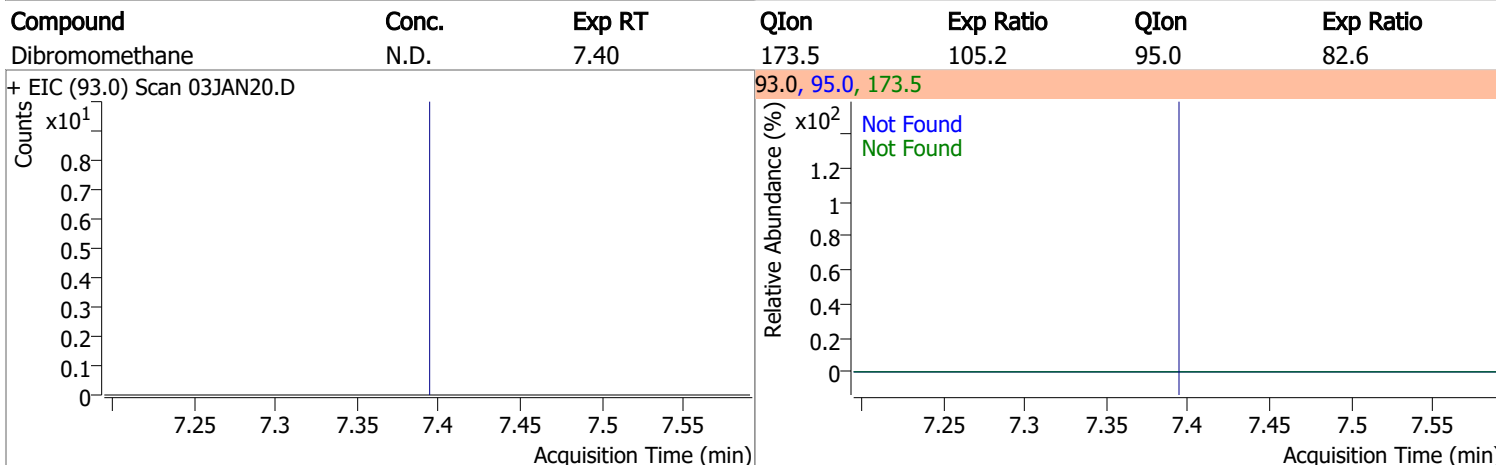 Compound Conc. Exp RT QIon Exp Ratio QIon Exp Ratio
Dibromomethane N.D. 7.40 173.5 105.2 95.0 82.6
+ EIC (93.0) Scan 03JAN20.D
Counts
x10¹
0.8
0.7
0.6
0.5
0.4
0.3
0.2
0.1
0
7.25 7.3 7.35 7.4 7.45 7.5 7.55
Acquisition Time (min)
93.0, 95.0, 173.5
Relative Abundance (%)
x10²
Not Found
Not Found
1.2
1
0.8
0.6
0.4
0.2
0
7.25 7.3 7.35 7.4 7.45 7.5 7.55
Acquisition Time (min)